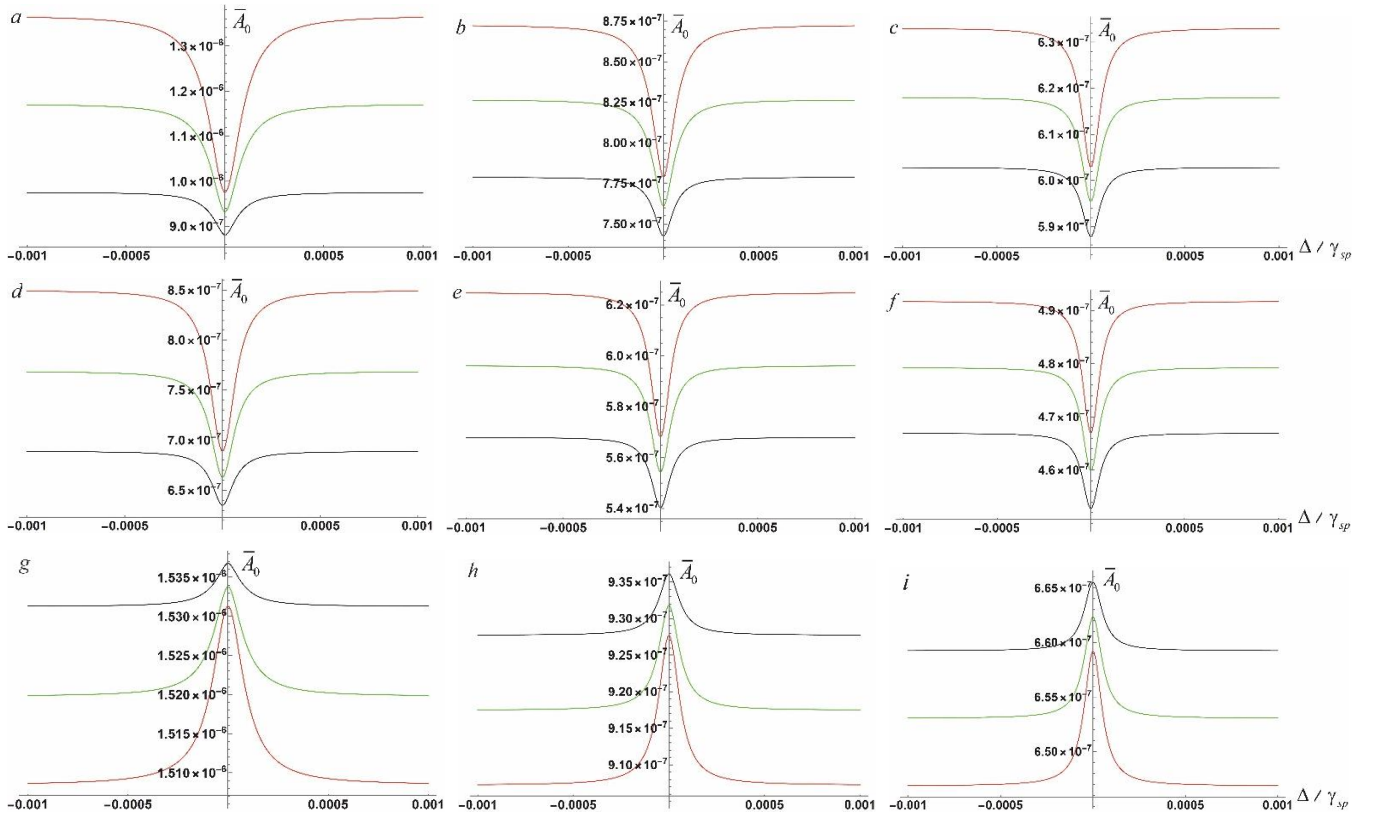 a
A̅₀
1.3×10⁻⁶
1.2×10⁻⁶
1.1×10⁻⁶
1.0×10⁻⁶
9.0×10⁻⁷
−0.001 −0.0005 0.0005 0.001
b
A̅₀
8.75×10⁻⁷
8.50×10⁻⁷
8.25×10⁻⁷
8.00×10⁻⁷
7.75×10⁻⁷
7.50×10⁻⁷
−0.001 −0.0005 0.0005 0.001
c
A̅₀
6.3×10⁻⁷
6.2×10⁻⁷
6.1×10⁻⁷
6.0×10⁻⁷
5.9×10⁻⁷
−0.001 −0.0005 0.0005 0.001 Δ / γ_sp
d
A̅₀
8.5×10⁻⁷
8.0×10⁻⁷
7.5×10⁻⁷
7.0×10⁻⁷
6.5×10⁻⁷
−0.001 −0.0005 0.0005 0.001
e
A̅₀
6.2×10⁻⁷
6.0×10⁻⁷
5.8×10⁻⁷
5.6×10⁻⁷
5.4×10⁻⁷
−0.001 −0.0005 0.0005 0.001
f
A̅₀
4.9×10⁻⁷
4.8×10⁻⁷
4.7×10⁻⁷
4.6×10⁻⁷
−0.001 −0.0005 0.0005 0.001 Δ / γ_sp
g
A̅₀
1.535×10⁻⁶
1.530×10⁻⁶
1.525×10⁻⁶
1.520×10⁻⁶
1.515×10⁻⁶
1.510×10⁻⁶
−0.001 −0.0005 0.0005 0.001
h
A̅₀
9.35×10⁻⁷
9.30×10⁻⁷
9.25×10⁻⁷
9.20×10⁻⁷
9.15×10⁻⁷
9.10×10⁻⁷
−0.001 −0.0005 0.0005 0.001
i
A̅₀
6.65×10⁻⁷
6.60×10⁻⁷
6.55×10⁻⁷
6.50×10⁻⁷
−0.001 −0.0005 0.0005 0.001 Δ / γ_sp